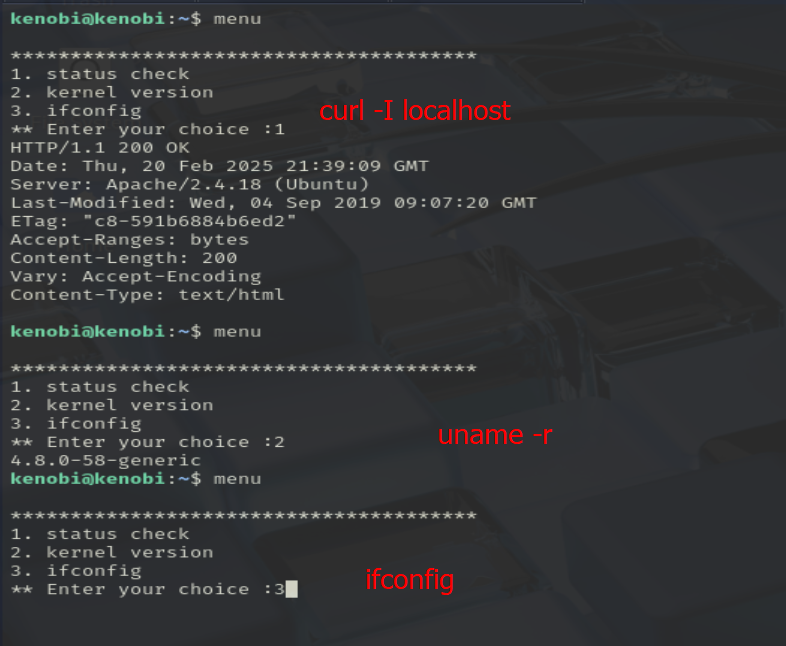 kenobi@kenobi:~$ menu
******************************************
1. status check
2. kernel version
3. ifconfig
curl -I localhost
** Enter your choice :1
HTTP/1.1 200 OK
Date: Thu, 20 Feb 2025 21:39:09 GMT
Server: Apache/2.4.18 (Ubuntu)
Last-Modified: Wed, 04 Sep 2019 09:07:20 GMT
ETag: "c8-591b6884b6ed2"
Accept-Ranges: bytes
Content-Length: 200
Vary: Accept-Encoding
Content-Type: text/html
kenobi@kenobi:~$ menu
******************************************
1. status check
2. kernel version
3. ifconfig
** Enter your choice :2
uname -r
4.8.0-58-generic
kenobi@kenobi:~$ menu
******************************************
1. status check
2. kernel version
3. ifconfig
ifconfig
** Enter your choice :3